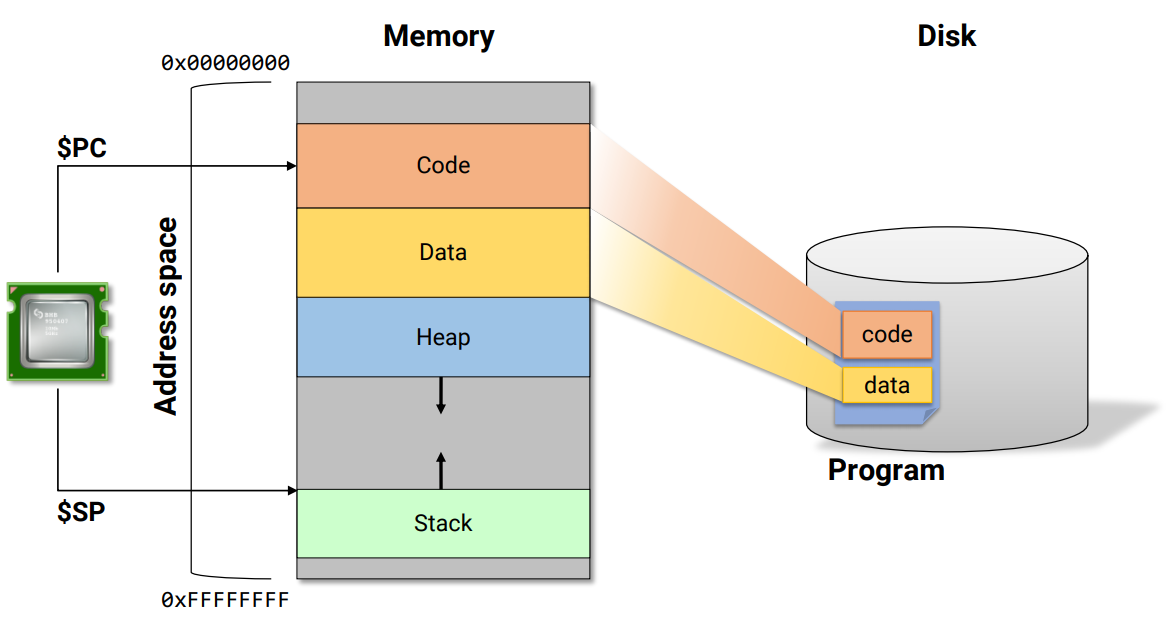 Memory
Disk
0x00000000
$PC
Code
Address space
Data
Heap
code
data
Program
$SP
Stack
0xFFFFFFFF